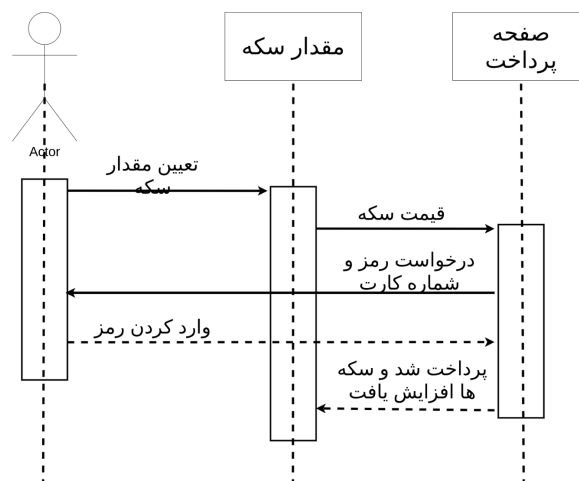 مقدار سکه
صفحه
پرداخت
Actor
تعیین مقدار
سکه
قیمت سکه
درخواست رمز و
شماره کارت
وارد کردن رمز
پرداخت شد و سکه
ها افزایش یافت